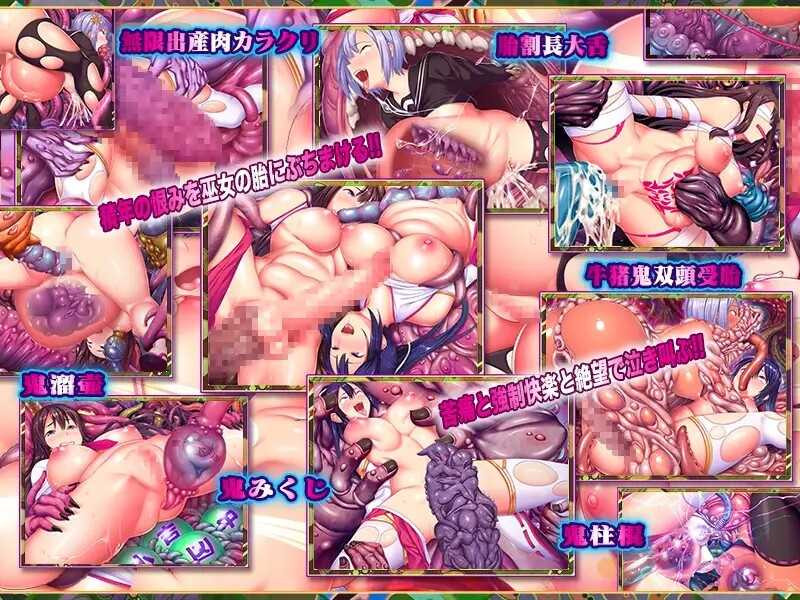 無限出産肉カラクリ
胎割長大舌
積年の恨みを巫女の胎にぶちまける!!
牛猪鬼双頭受胎
苦痛と強制快楽と絶望で泣き叫ぶ!!
鬼溜壷
鬼みくじ